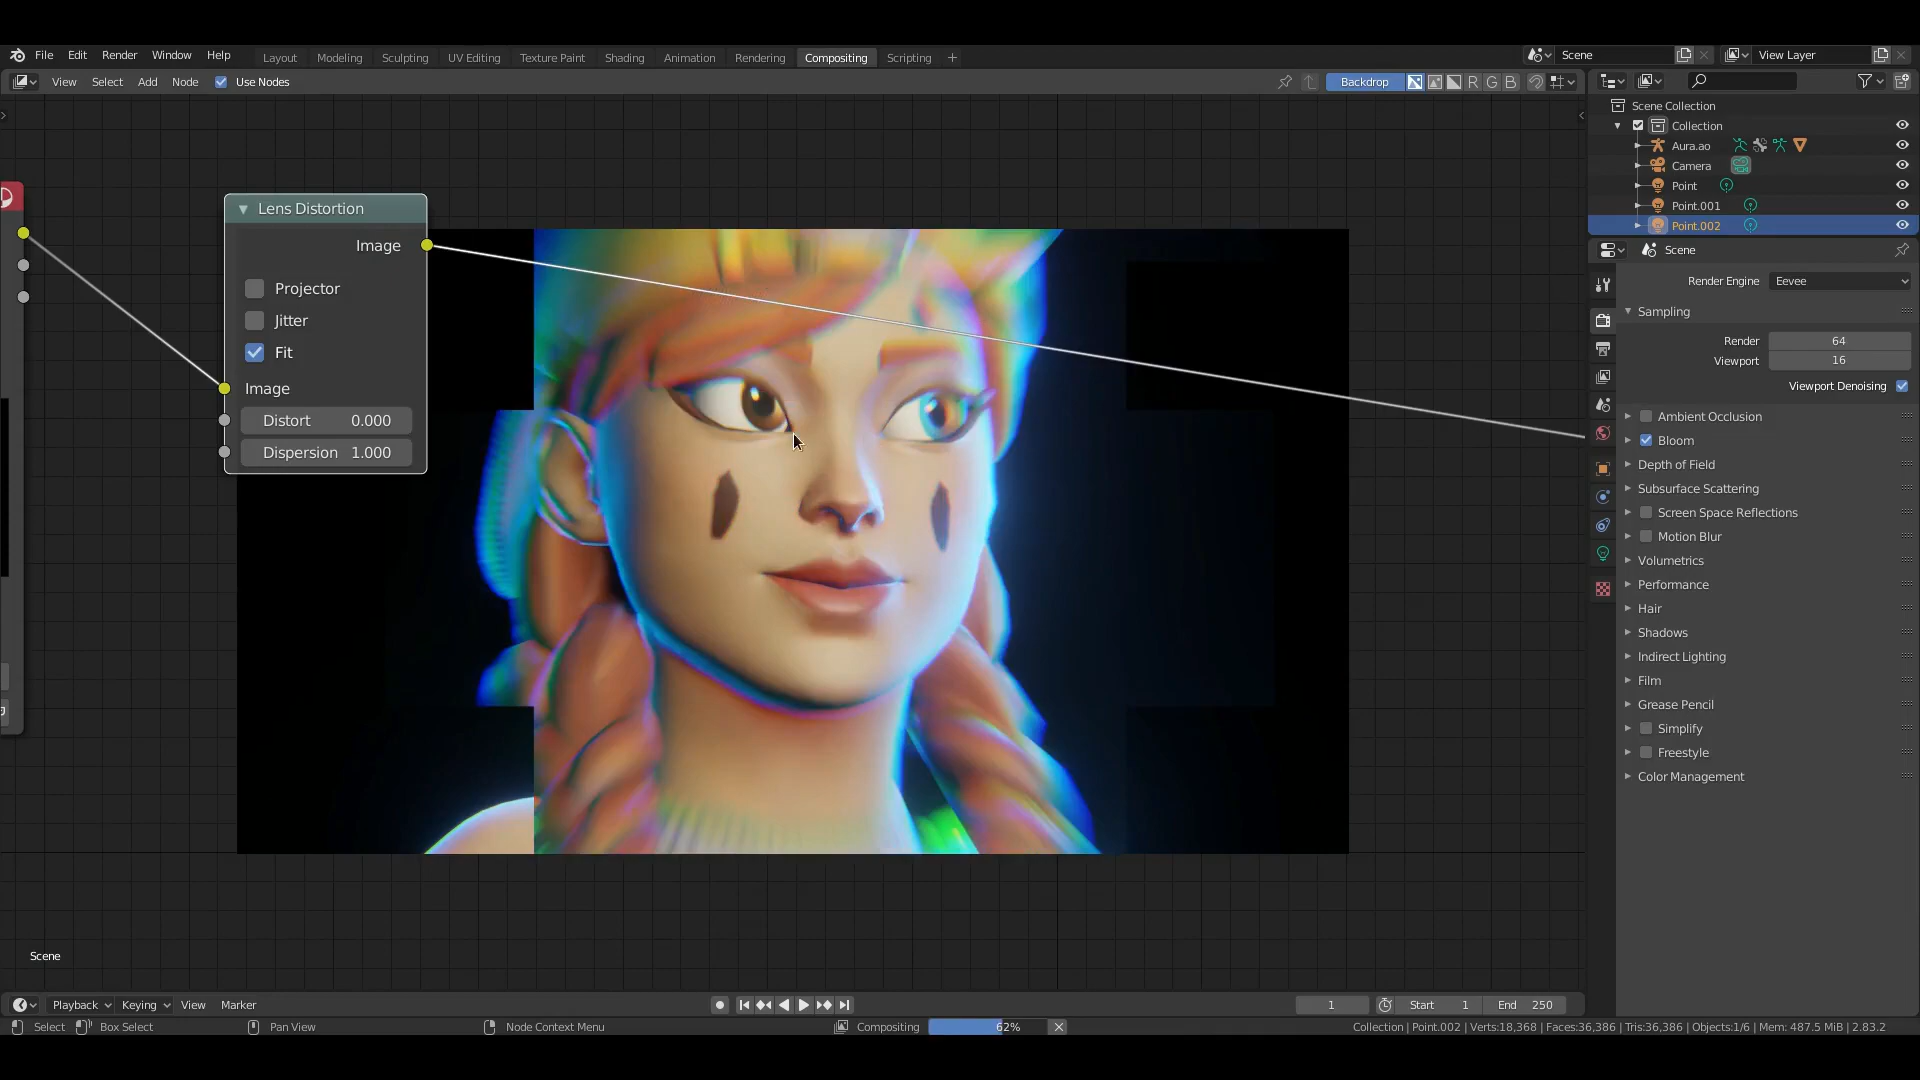 File Edit Render Window Help Layout Modeling Sculpting UV Editing Texture Paint Shading Animation Rendering Compositing Scripting + Scene View Layer
View Select Add Node Use Nodes Backdrop R G B
Scene Collection
Collection
Aura.ao
Camera
Point
Point.001
Point.002
Scene
Render Engine Eevee
Sampling
Render 64
Viewport 16
Viewport Denoising
Ambient Occlusion
Bloom
Depth of Field
Subsurface Scattering
Screen Space Reflections
Motion Blur
Volumetrics
Performance
Hair
Shadows
Indirect Lighting
Film
Grease Pencil
Simplify
Freestyle
Color Management
Lens Distortion
Image
Projector
Jitter
Fit
Image
Distort 0.000
Dispersion 1.000
Scene
Playback Keying View Marker 1 Start 1 End 250
Select Box Select Pan View Node Context Menu Compositing 62% Collection | Point.002 | Verts:18,368 | Faces:36,386 | Tris:36,386 | Objects:1/6 | Mem: 487.5 MiB | 2.83.2